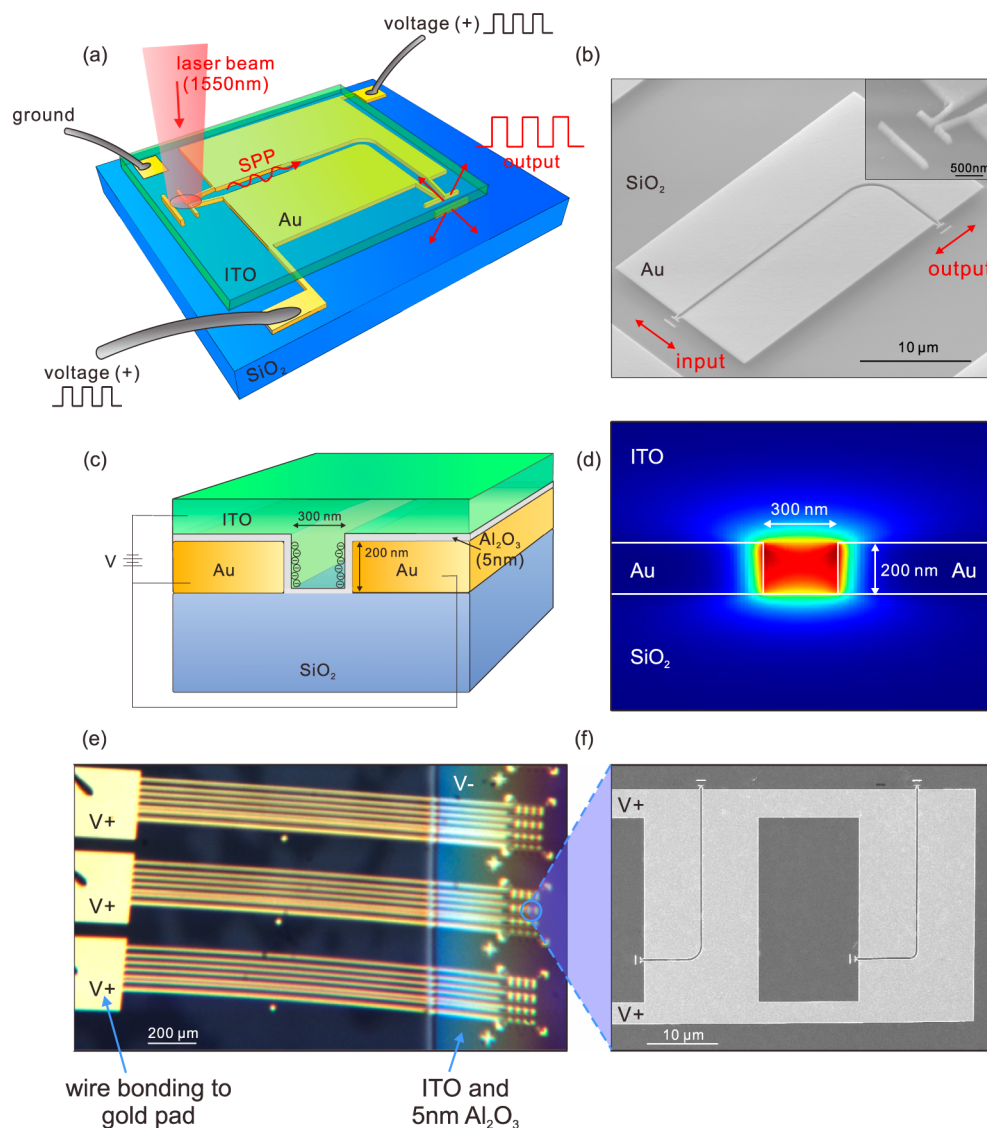 (a)
voltage (+)
laser beam
(1550nm)
ground
SPP
output
Au
ITO
SiO₂
voltage (+)
(b)
SiO₂
500nm
Au
output
input
10 µm
(c)
ITO
300 nm
Al₂O₃
(5nm)
200 nm
V
Au
Au
SiO₂
(d)
ITO
300 nm
Au
200 nm
Au
SiO₂
(e)
V-
V+
V+
V+
200 µm
wire bonding to
gold pad
ITO and
5nm Al₂O₃
(f)
V+
V+
10 µm